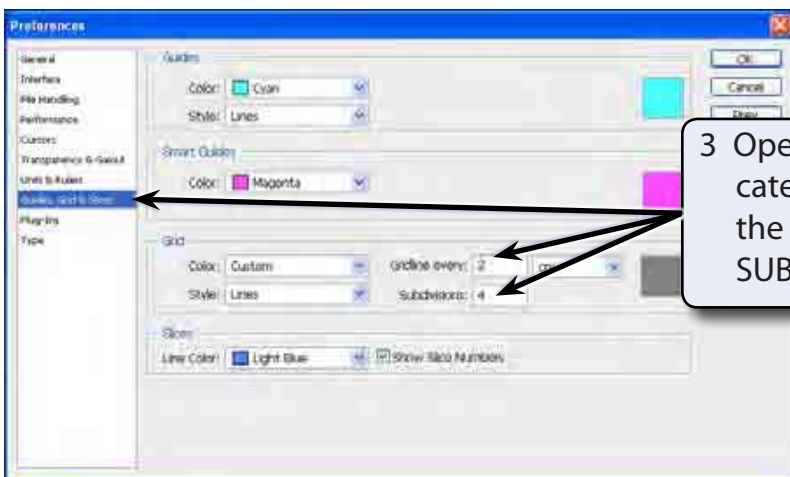 Preferences
General
Interface
File Handling
Performance
Cursors
Transparency & Gamut
Units & Rulers
Guides, Grid & Slices
Plug-Ins
Type
Guides
Color: Cyan
Style: Lines
Smart Guides
Color: Magenta
Grid
Color: Custom Gridline every: 2
Style: Lines Subdivisions: 4
Slices
Line Color: Light Blue Show Slice Numbers
OK
Cancel
3 Ope
cate
the
SUB